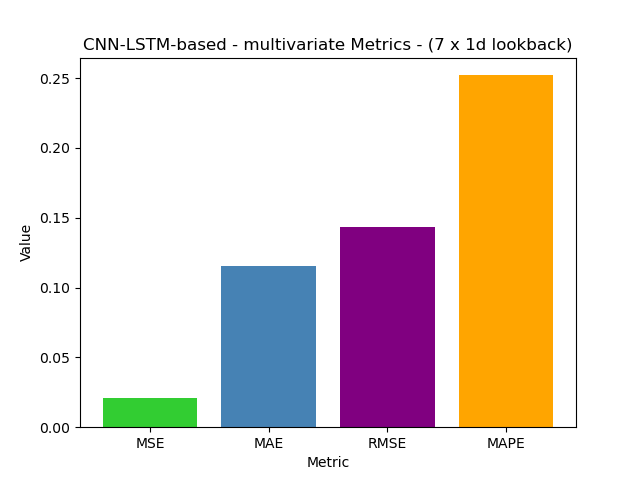 CNN-LSTM-based - multivariate Metrics - (7 x 1d lookback)
0.25
0.20
0.15
0.10
0.05
0.00
Value
MSE MAE RMSE MAPE
Metric